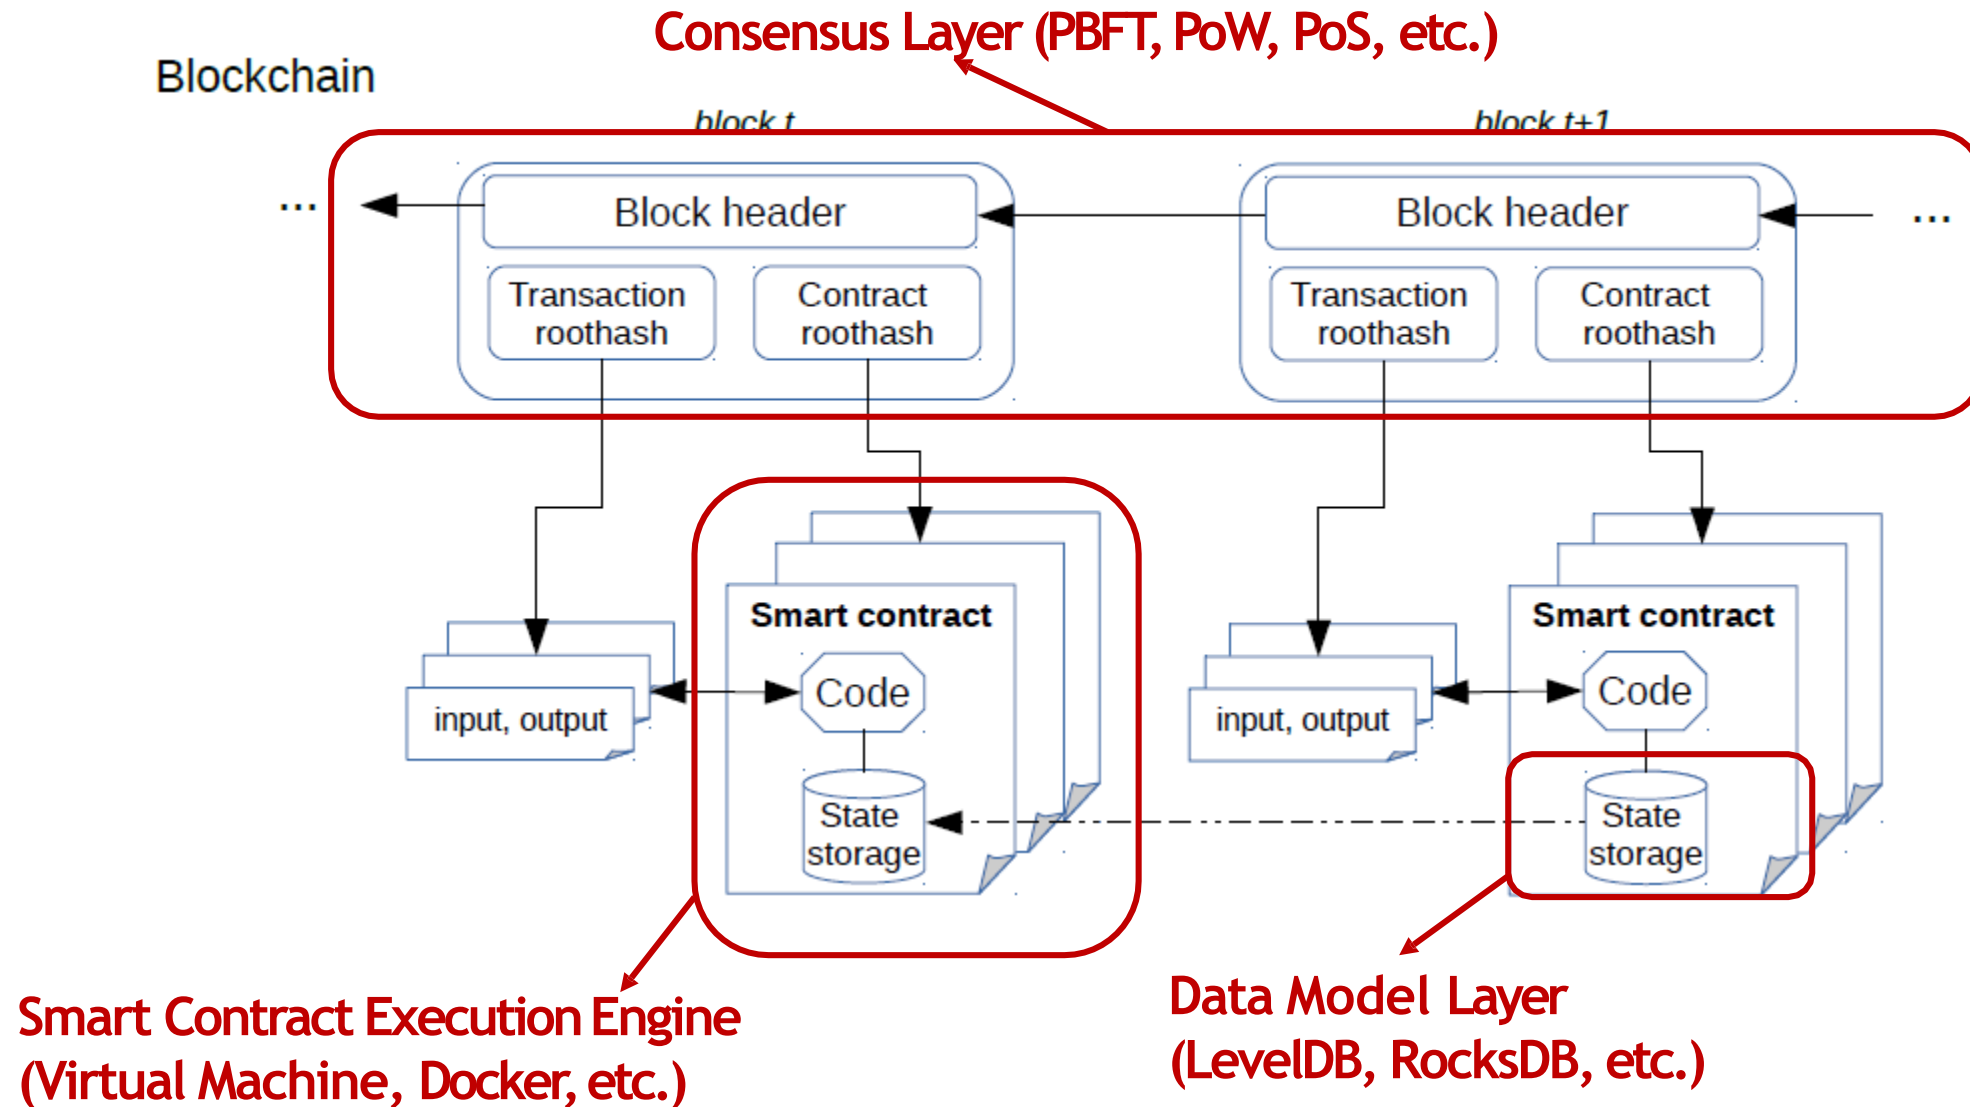 Consensus Layer (PBFT, PoW, PoS, etc.)
Blockchain
block t
block t+1
...
Block header
Block header
...
Transaction
roothash
Contract
roothash
Transaction
roothash
Contract
roothash
Smart contract
Code
input, output
State
storage
Smart contract
Code
input, output
State
storage
Smart Contract Execution Engine
(Virtual Machine, Docker, etc.)
Data Model Layer
(LevelDB, RocksDB, etc.)